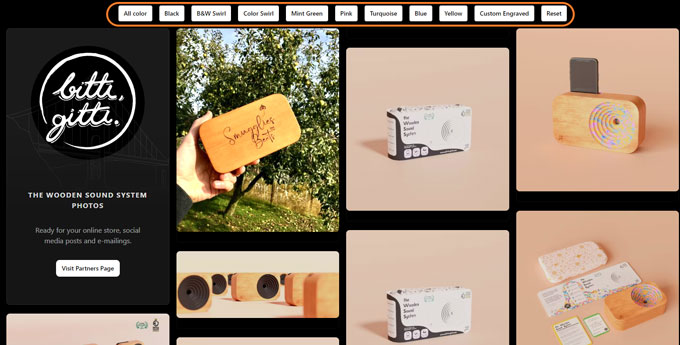 All color
Black
B&W Swirl
Color Swirl
Mint Green
Pink
Turquoise
Blue
Yellow
Custom Engraved
Reset
bitti
gitti.
THE WOODEN SOUND SYSTEM
PHOTOS
Ready for your online store, social
media posts and e-mailings.
Visit Partners Page
Smugglies
the
Wooden
Sound
System
the
Wooden
Sound
System